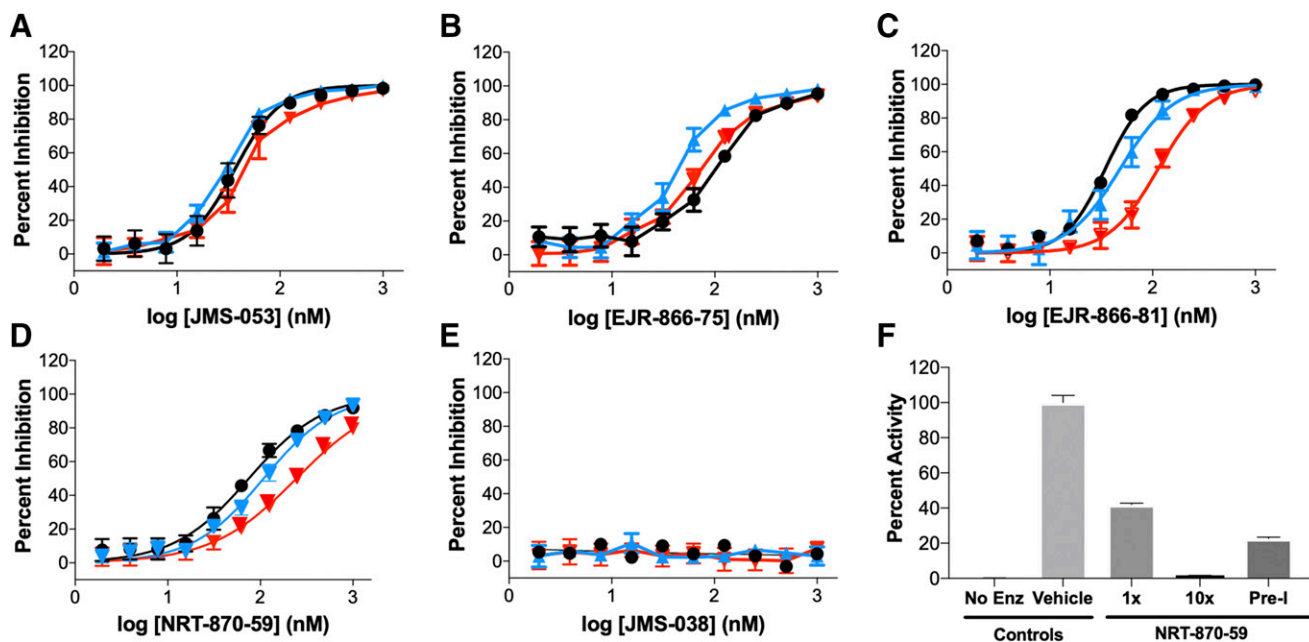 A
120
100
80
60
40
20
0
Percent Inhibition
0 1 2 3
log [JMS-053] (nM)
B
120
100
80
60
40
20
0
Percent Inhibition
0 1 2 3
log [EJR-866-75] (nM)
C
120
100
80
60
40
20
0
Percent Inhibition
0 1 2 3
log [EJR-866-81] (nM)
D
120
100
80
60
40
20
0
Percent Inhibition
0 1 2 3
log [NRT-870-59] (nM)
E
120
100
80
60
40
20
0
Percent Inhibition
0 1 2 3
log [JMS-038] (nM)
F
120
100
80
60
40
20
0
Percent Activity
No Enz Vehicle 1x 10x Pre-I
Controls NRT-870-59